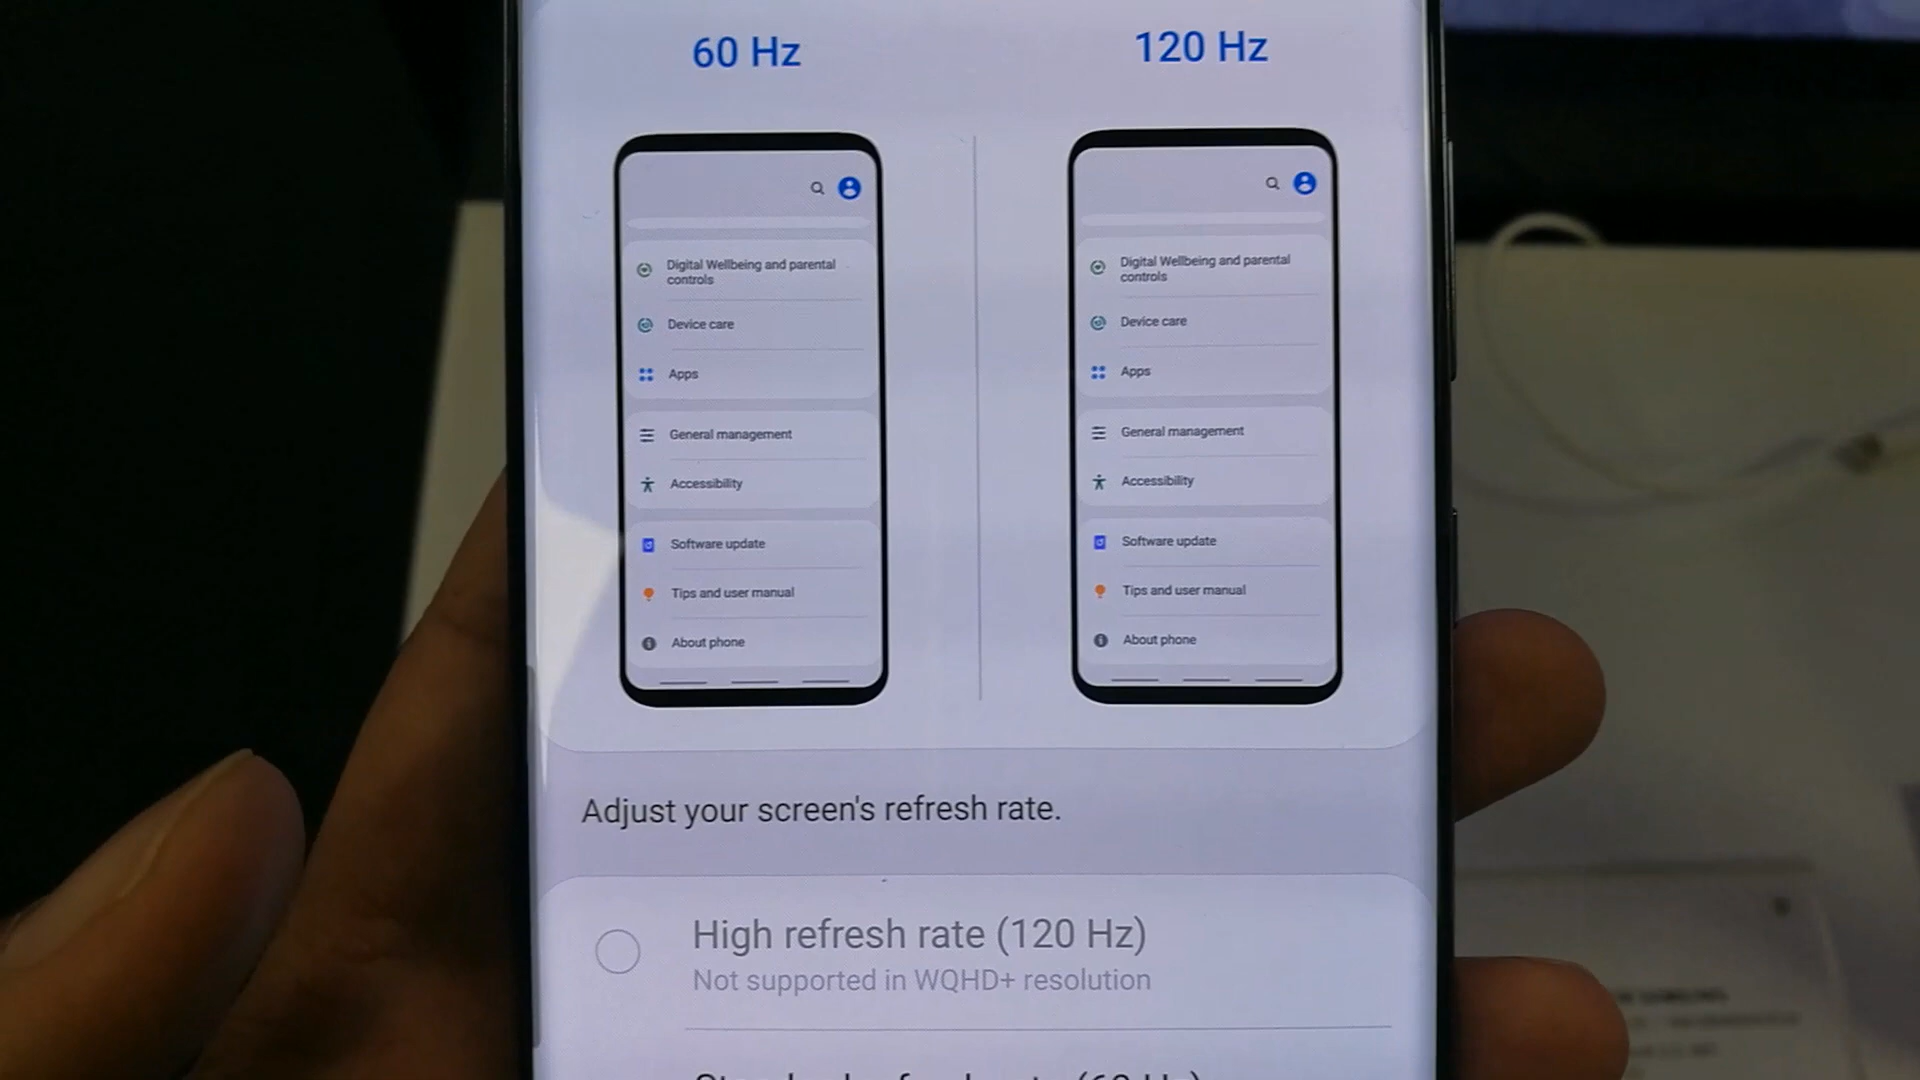 60 Hz
120 Hz
Digital Wellbeing and parental
controls
Device care
Apps
General management
Accessibility
Software update
Tips and user manual
About phone
Digital Wellbeing and parental
controls
Device care
Apps
General management
Accessibility
Software update
Tips and user manual
About phone
Adjust your screen's refresh rate.
High refresh rate (120 Hz)
Not supported in WQHD+ resolution